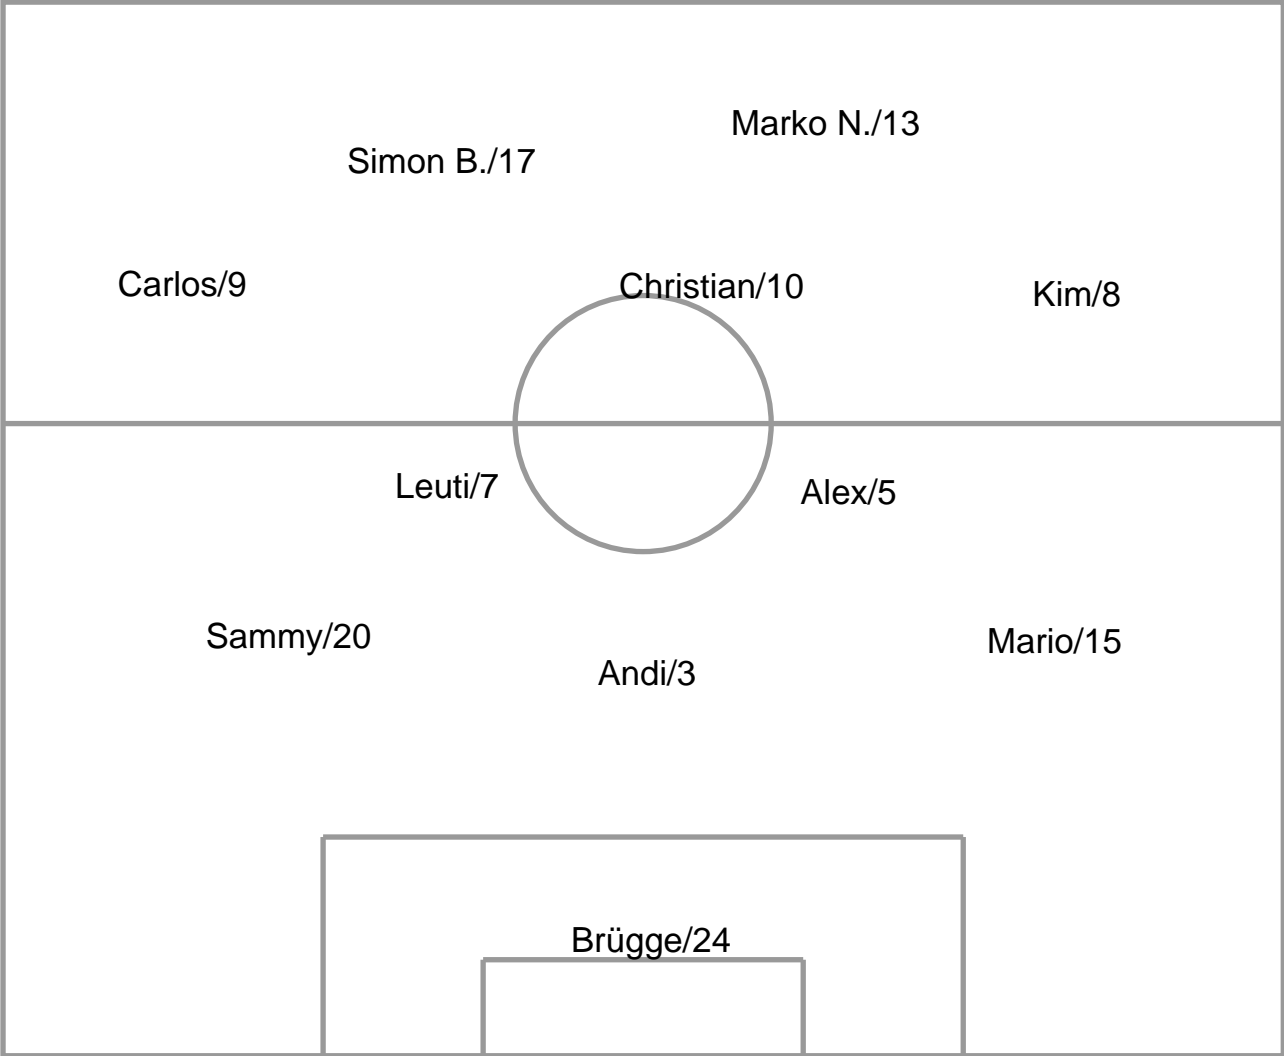 Marko N./13
Simon B./17
Carlos/9
Christian/10
Kim/8
Leuti/7
Alex/5
Sammy/20
Mario/15
Andi/3
Brügge/24